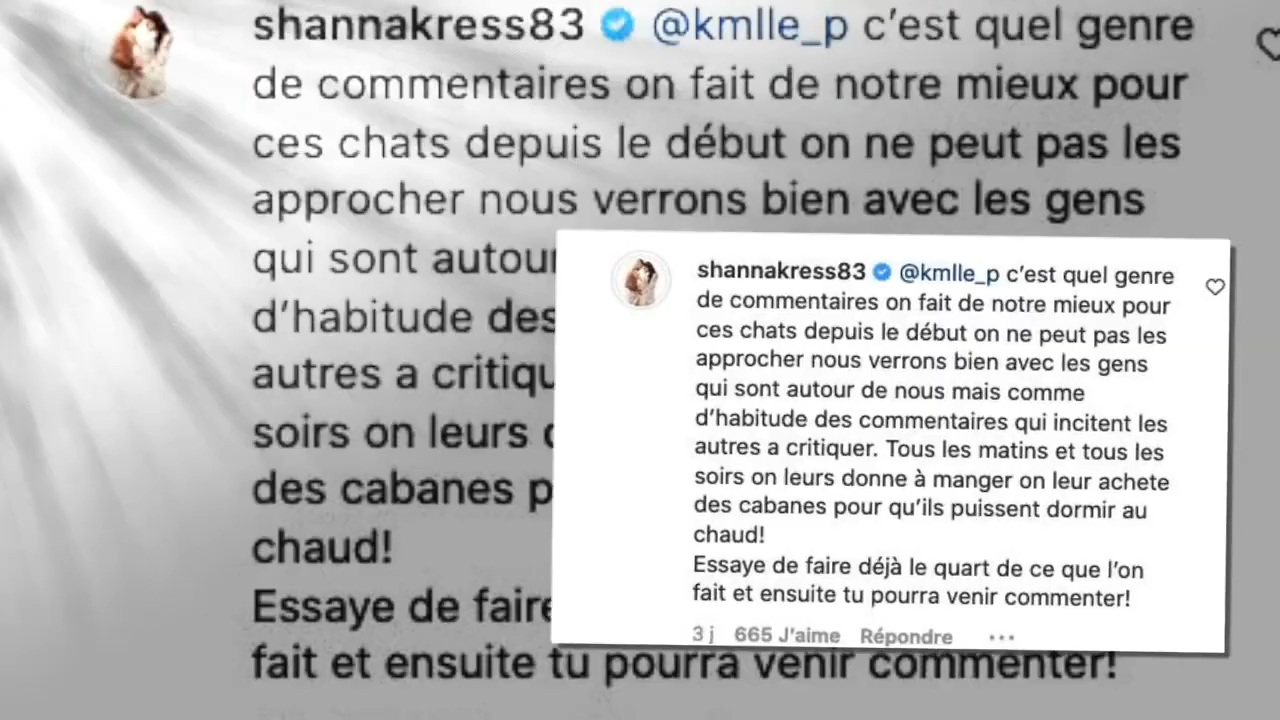 shannakress83 @kmlle_p c'est quel genre
de commentaires on fait de notre mieux pour
ces chats depuis le début on ne peut pas les
approcher nous verrons bien avec les gens
qui sont autour
d'habitude des
autres a critiqu
soirs on leurs
des cabanes p
chaud!
Essaye de faire
fait et ensuite tu pourra venir commenter!
shannakress83 @kmlle_p c'est quel genre
de commentaires on fait de notre mieux pour
ces chats depuis le début on ne peut pas les
approcher nous verrons bien avec les gens
qui sont autour de nous mais comme
d'habitude des commentaires qui incitent les
autres a critiquer. Tous les matins et tous les
soirs on leurs donne à manger on leur achete
des cabanes pour qu'ils puissent dormir au
chaud!
Essaye de faire déjà le quart de ce que l'on
fait et ensuite tu pourra venir commenter!
3 j 665 J'aime Répondre ...